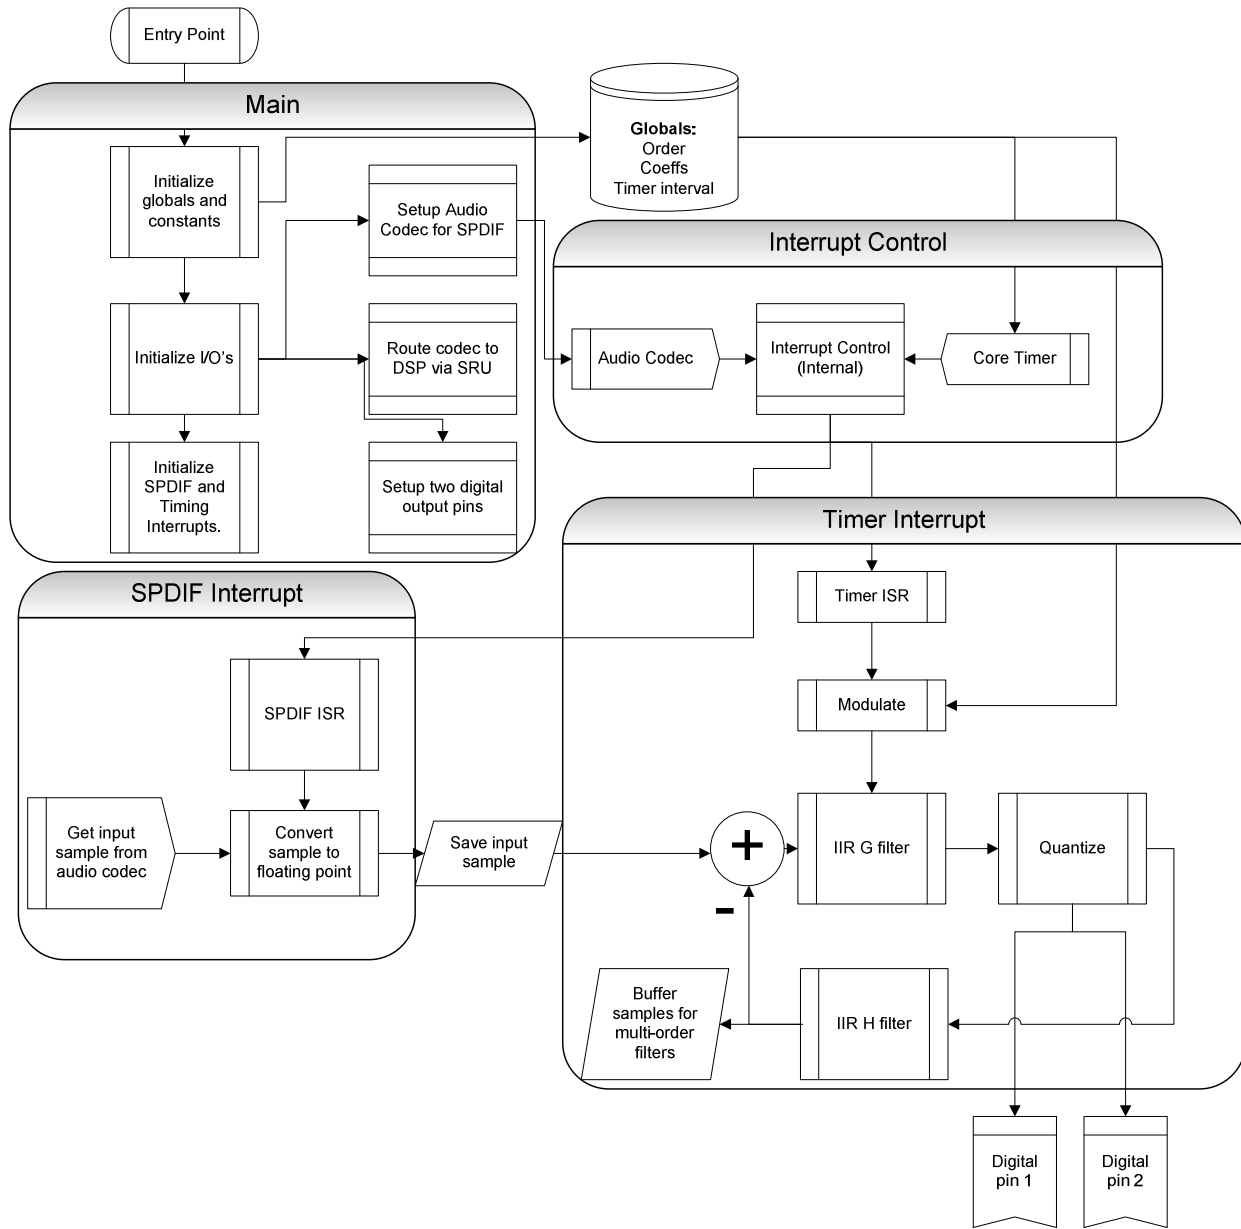 Entry Point
Main
Initialize
globals and
constants
Setup Audio
Codec for SPDIF
Initialize I/O's
Route codec to
DSP via SRU
Initialize
SPDIF and
Timing
Interrupts.
Setup two digital
output pins
Globals:
Order
Coeffs
Timer interval
Interrupt Control
Audio Codec
Interrupt Control
(Internal)
Core Timer
SPDIF Interrupt
SPDIF ISR
Get input
sample from
audio codec
Convert
sample to
floating point
Save input
sample
Timer Interrupt
Timer ISR
Modulate
+
-
IIR G filter
Quantize
Buffer
samples for
multi-order
filters
IIR H filter
Digital
pin 1
Digital
pin 2